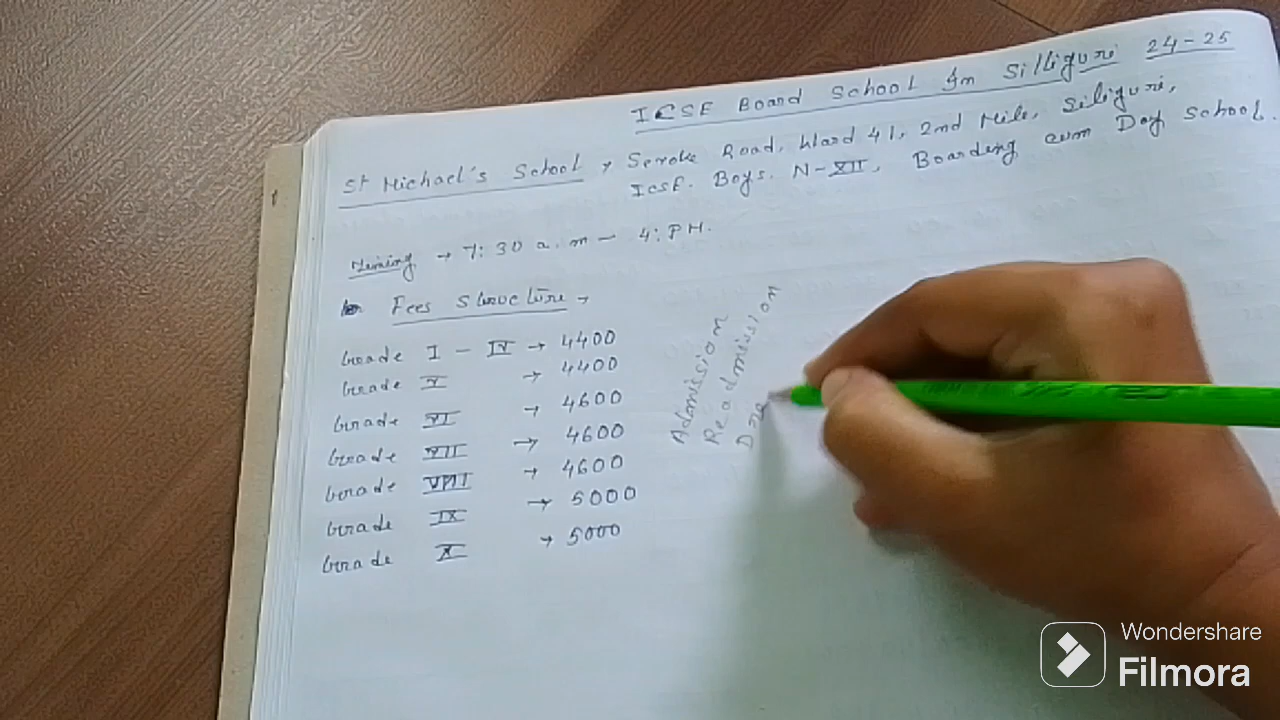 ICSE Board School In Silliguri 24-25
St Michael's School → Sevoke Road, Ward 41, 2nd Mile, Siliguri,
ICSE. Boys. N-XII, Boarding cum Day School.
Timing → 7:30 a.m — 4: PM.
Fees Structure →
Grade I - IV → 4400
Grade V → 4400
Grade VI → 4600
Grade VII → 4600
Grade VIII → 4600
Grade IX → 5000
Grade X → 5000
Admission
Readmission
Wondershare
Filmora